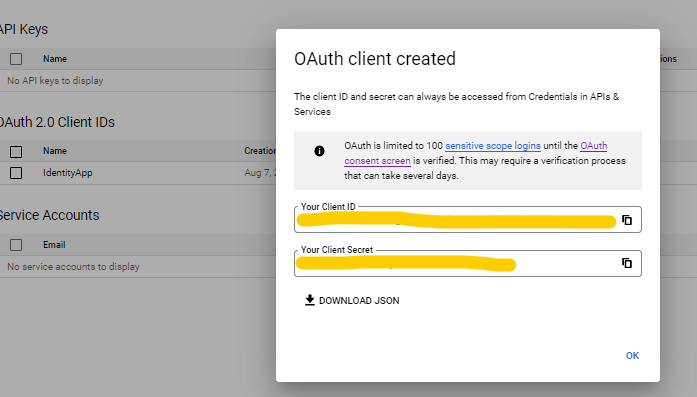 API Keys
Name
ions
No API keys to display
OAuth 2.0 Client IDs
Name
Creation
IdentityApp
Aug 7, 2
Service Accounts
Email
No service accounts to display
OAuth client created
The client ID and secret can always be accessed from Credentials in APIs &
Services
OAuth is limited to 100 sensitive scope logins until the OAuth
consent screen is verified. This may require a verification process
that can take several days.
Your Client ID
Your Client Secret
DOWNLOAD JSON
OK